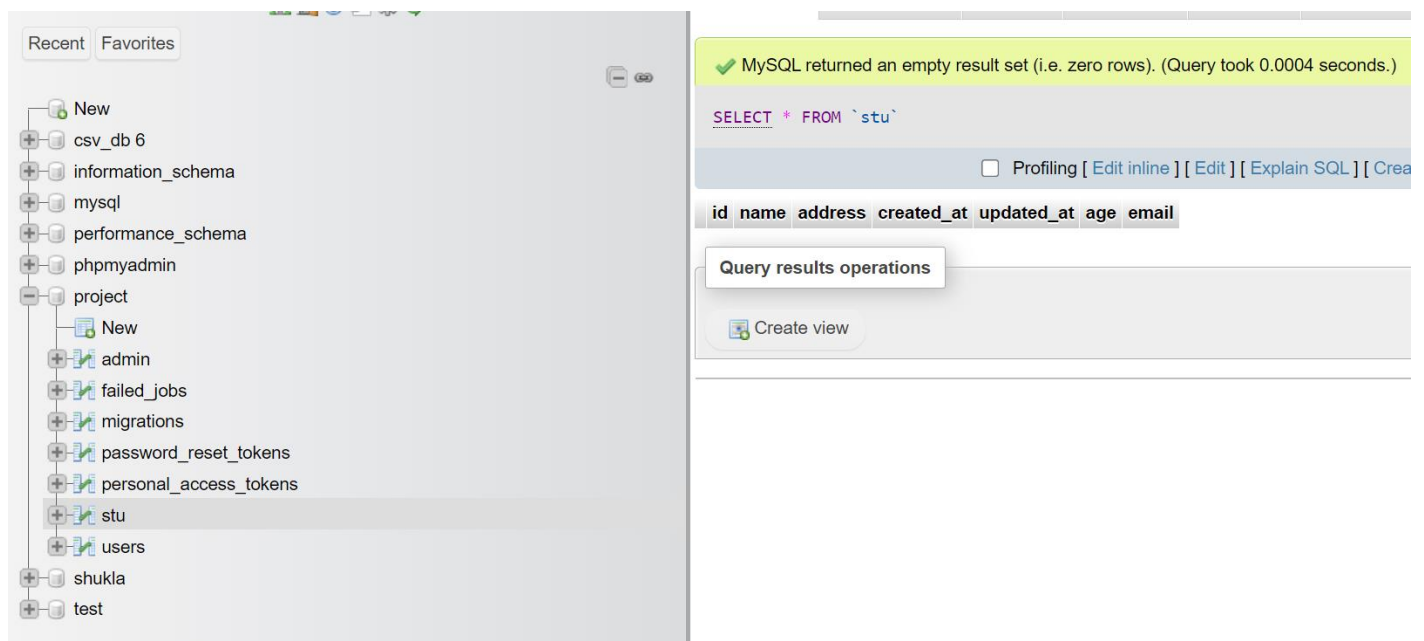 Recent Favorites
New
csv_db 6
information_schema
mysql
performance_schema
phpmyadmin
project
New
admin
failed_jobs
migrations
password_reset_tokens
personal_access_tokens
stu
users
shukla
test
MySQL returned an empty result set (i.e. zero rows). (Query took 0.0004 seconds.)
SELECT * FROM `stu`
Profiling [ Edit inline ] [ Edit ] [ Explain SQL ] [ Crea
id name address created_at updated_at age email
Query results operations
Create view